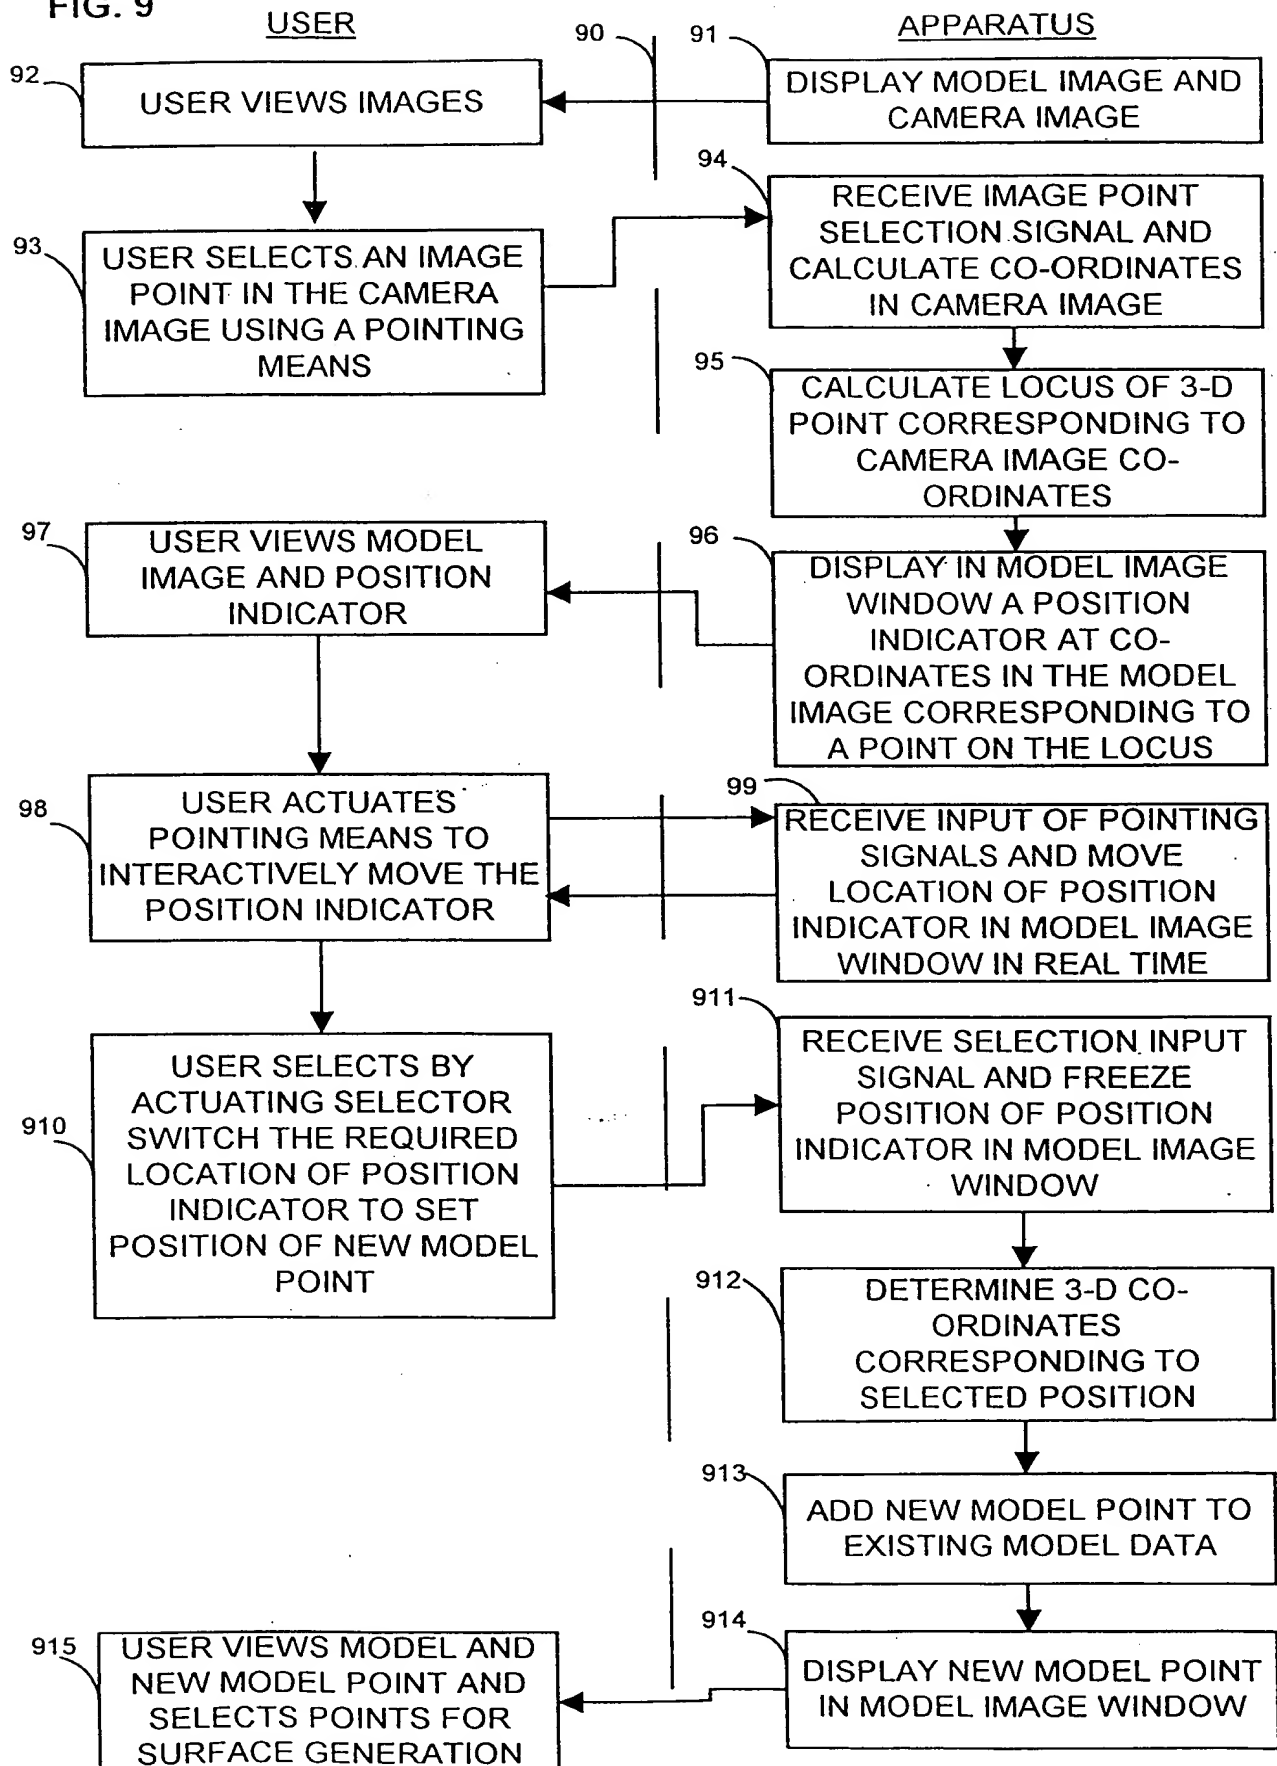 FIG. 9
USER
90
91
APPARATUS
92
USER VIEWS IMAGES
DISPLAY MODEL IMAGE AND
CAMERA IMAGE
94
RECEIVE IMAGE POINT
SELECTION SIGNAL AND
CALCULATE CO-ORDINATES
IN CAMERA IMAGE
93
USER SELECTS AN IMAGE
POINT IN THE CAMERA
IMAGE USING A POINTING
MEANS
95
CALCULATE LOCUS OF 3-D
POINT CORRESPONDING TO
CAMERA IMAGE CO-
ORDINATES
97
USER VIEWS MODEL
IMAGE AND POSITION
INDICATOR
96
DISPLAY IN MODEL IMAGE
WINDOW A POSITION
INDICATOR AT CO-
ORDINATES IN THE MODEL
IMAGE CORRESPONDING TO
A POINT ON THE LOCUS
98
USER ACTUATES
POINTING MEANS TO
INTERACTIVELY MOVE THE
POSITION INDICATOR
99
RECEIVE INPUT OF POINTING
SIGNALS AND MOVE
LOCATION OF POSITION
INDICATOR IN MODEL IMAGE
WINDOW IN REAL TIME
910
USER SELECTS BY
ACTUATING SELECTOR
SWITCH THE REQUIRED
LOCATION OF POSITION
INDICATOR TO SET
POSITION OF NEW MODEL
POINT
911
RECEIVE SELECTION INPUT
SIGNAL AND FREEZE
POSITION OF POSITION
INDICATOR IN MODEL IMAGE
WINDOW
912
DETERMINE 3-D CO-
ORDINATES
CORRESPONDING TO
SELECTED POSITION
913
ADD NEW MODEL POINT TO
EXISTING MODEL DATA
914
DISPLAY NEW MODEL POINT
IN MODEL IMAGE WINDOW
915
USER VIEWS MODEL AND
NEW MODEL POINT AND
SELECTS POINTS FOR
SURFACE GENERATION